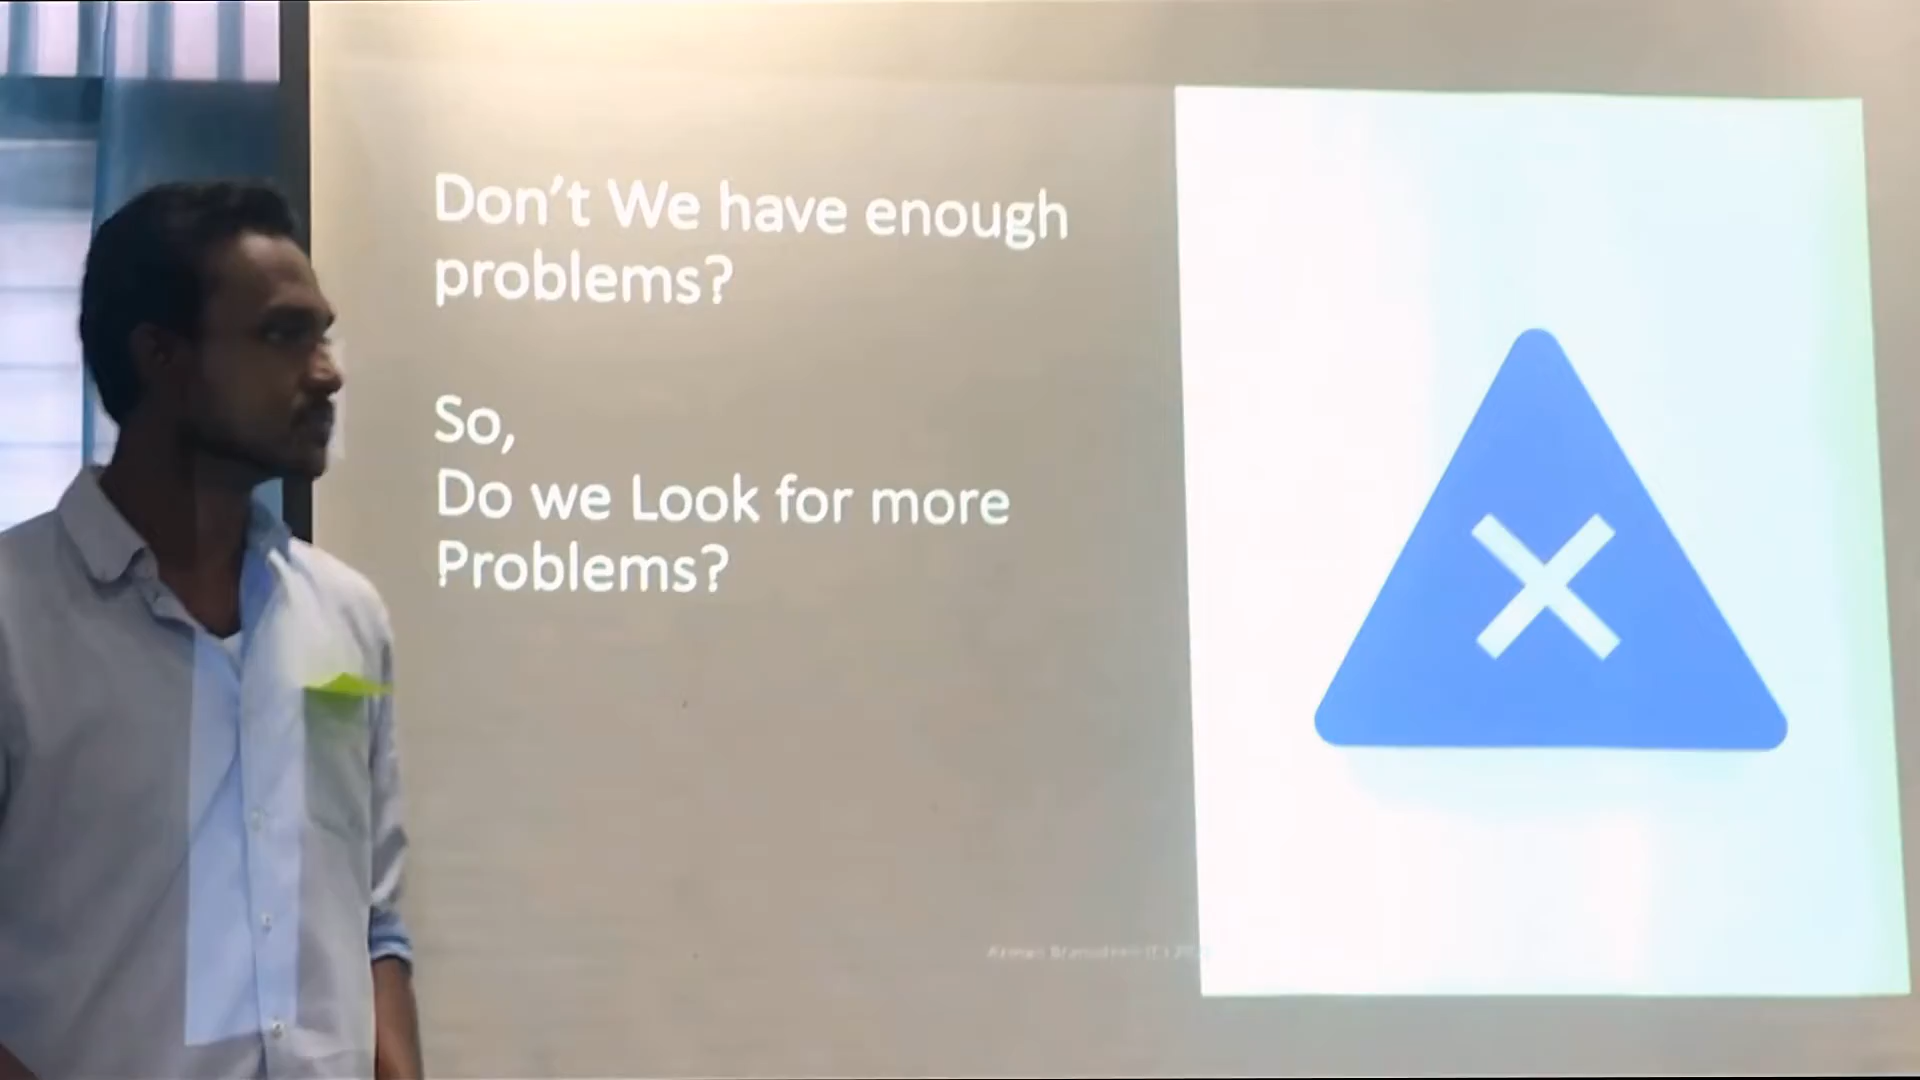 Don't We have enough
problems?
So,
Do we Look for more
Problems?